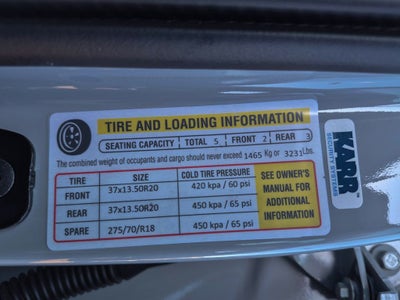 TIRE AND LOADING INFORMATION
SEATING CAPACITY TOTAL 5 FRONT 2 REAR 3
The combined weight of occupants and cargo should never exceed 1465 Kg or 3231Lbs.
TIRE SIZE COLD TIRE PRESSURE
FRONT 37x13.50R20 420 kpa / 60 psi
REAR 37x13.50R20 450 kpa / 65 psi
SPARE 275/70/R18 450 kpa / 65 psi
SEE OWNER'S
MANUAL FOR
ADDITIONAL
INFORMATION
KARR
SECURITY SYSTEMS